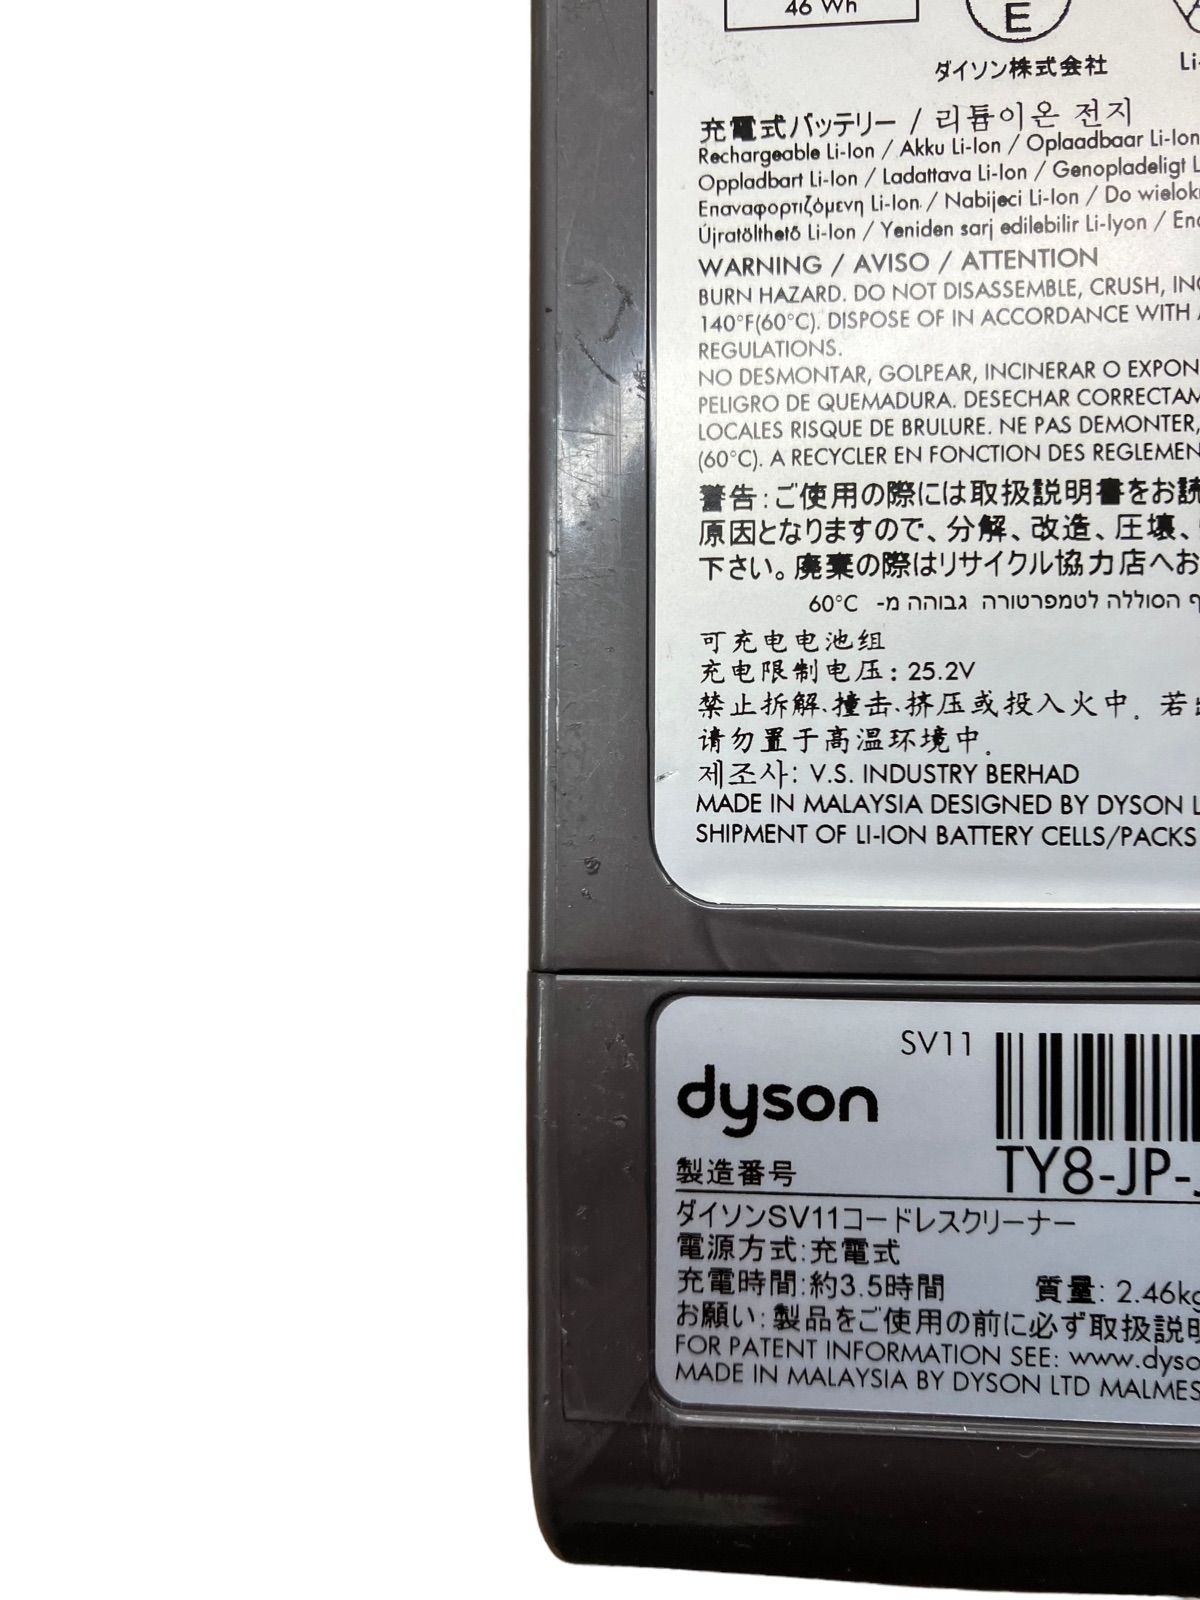 46 Wh
E
ダイソン株式会社
充電式バッテリー / 리튬이온 전지
Rechargeable Li-Ion / Akku Li-Ion / Oplaadbaar Li-Ion
Oppladbart Li-Ion / Ladattava Li-Ion / Genopladeligt
Επαναφορτιζόμενη Li-Ion / Nabíjecí Li-Ion / Do
Újratölthető Li-Ion / Yeniden sarj edilebilir Li-Iyon /
WARNING / AVISO / ATTENTION
BURN HAZARD. DO NOT DISASSEMBLE, CRUSH,
140°F(60°C). DISPOSE OF IN ACCORDANCE WITH
REGULATIONS.
NO DESMONTAR, GOLPEAR, INCINERAR O
PELIGRO DE QUEMADURA. DESECHAR
LOCALES RISQUE DE BRULURE. NE PAS DEMONTER,
(60°C). A RECYCLER EN FONCTION DES
警告:ご使用の際には取扱説明書をお読
原因となりますので、分解、改造、圧壊、
下さい。廃棄の際はリサイクル協力店へお
הסוללה לטמפרטורה גבוהה מ- 60°C
可充电电池组
充电限制电压: 25.2V
禁止拆解、撞击、挤压或投入火中. 若
请勿置于高温环境中.
제조사: V.S. INDUSTRY BERHAD
MADE IN MALAYSIA DESIGNED BY DYSON
SHIPMENT OF LI-ION BATTERY CELLS/PACKS
SV11
dyson
製造番号 TY8-JP-
ダイソンSV11コードレスクリーナー
電源方式:充電式
充電時間:約3.5時間 質量: 2.46kg
お願い:製品をご使用の前に必ず取扱説明
FOR PATENT INFORMATION SEE: www.dyso
MADE IN MALAYSIA BY DYSON LTD MALMES